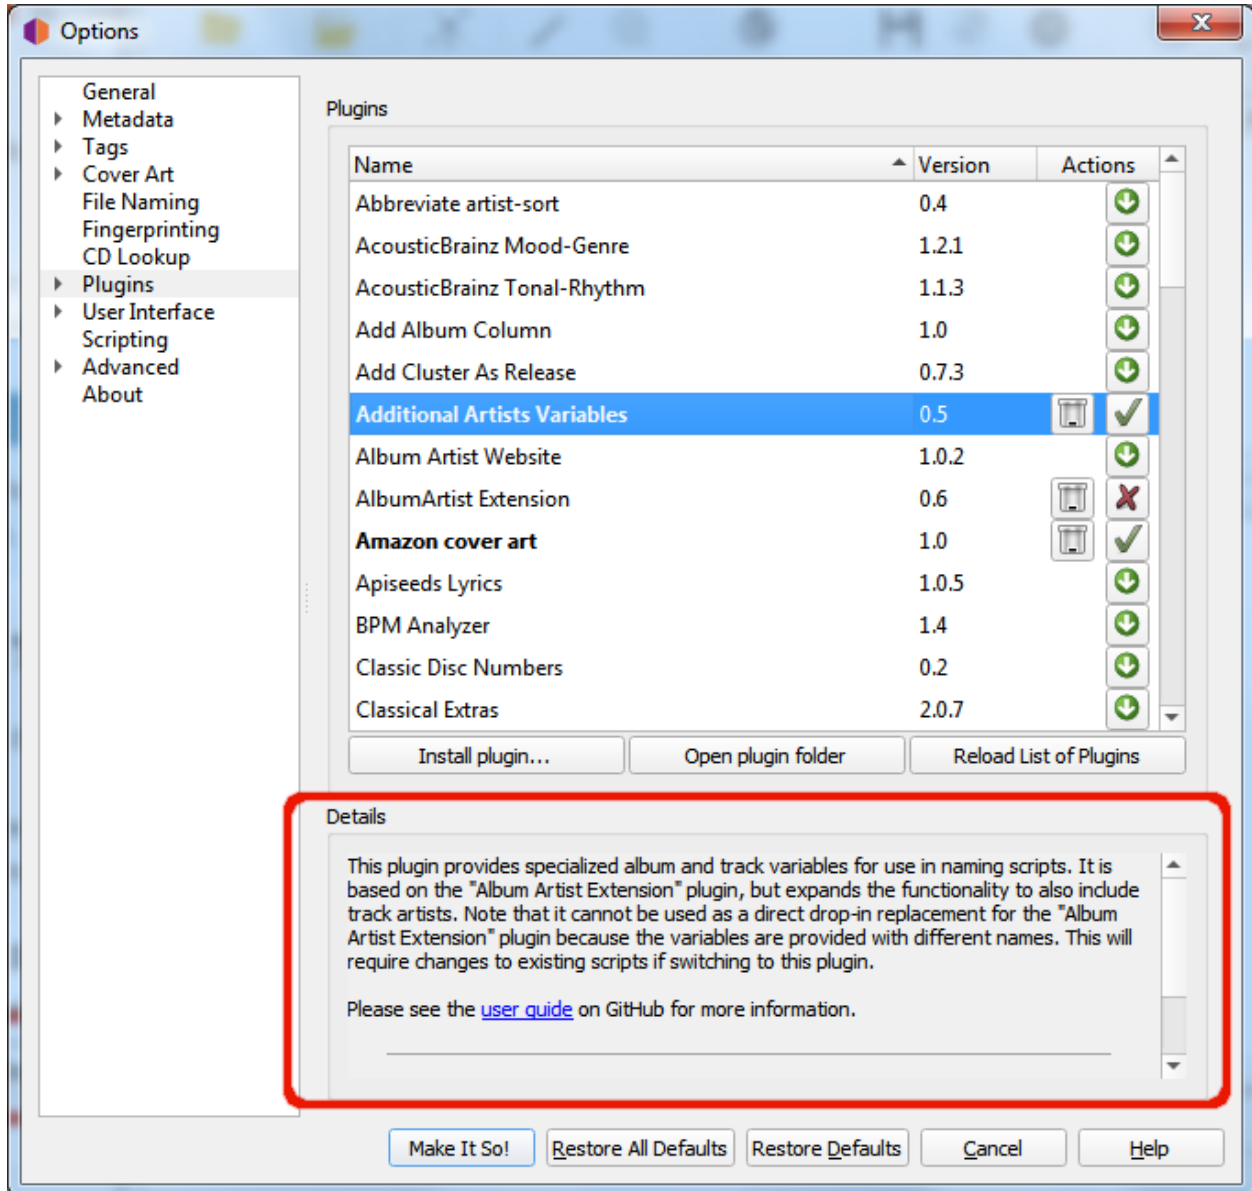 Options
General
Metadata
Tags
Cover Art
File Naming
Fingerprinting
CD Lookup
Plugins
User Interface
Scripting
Advanced
About
Plugins
Name Version Actions
Abbreviate artist-sort 0.4
AcousticBrainz Mood-Genre 1.2.1
AcousticBrainz Tonal-Rhythm 1.1.3
Add Album Column 1.0
Add Cluster As Release 0.7.3
Additional Artists Variables 0.5
Album Artist Website 1.0.2
AlbumArtist Extension 0.6
Amazon cover art 1.0
Apiseeds Lyrics 1.0.5
BPM Analyzer 1.4
Classic Disc Numbers 0.2
Classical Extras 2.0.7
Install plugin... Open plugin folder Reload List of Plugins
Details
This plugin provides specialized album and track variables for use in naming scripts. It is
based on the "Album Artist Extension" plugin, but expands the functionality to also include
track artists. Note that it cannot be used as a direct drop-in replacement for the "Album
Artist Extension" plugin because the variables are provided with different names. This will
require changes to existing scripts if switching to this plugin.
Please see the user guide on GitHub for more information.
Make It So! Restore All Defaults Restore Defaults Cancel Help